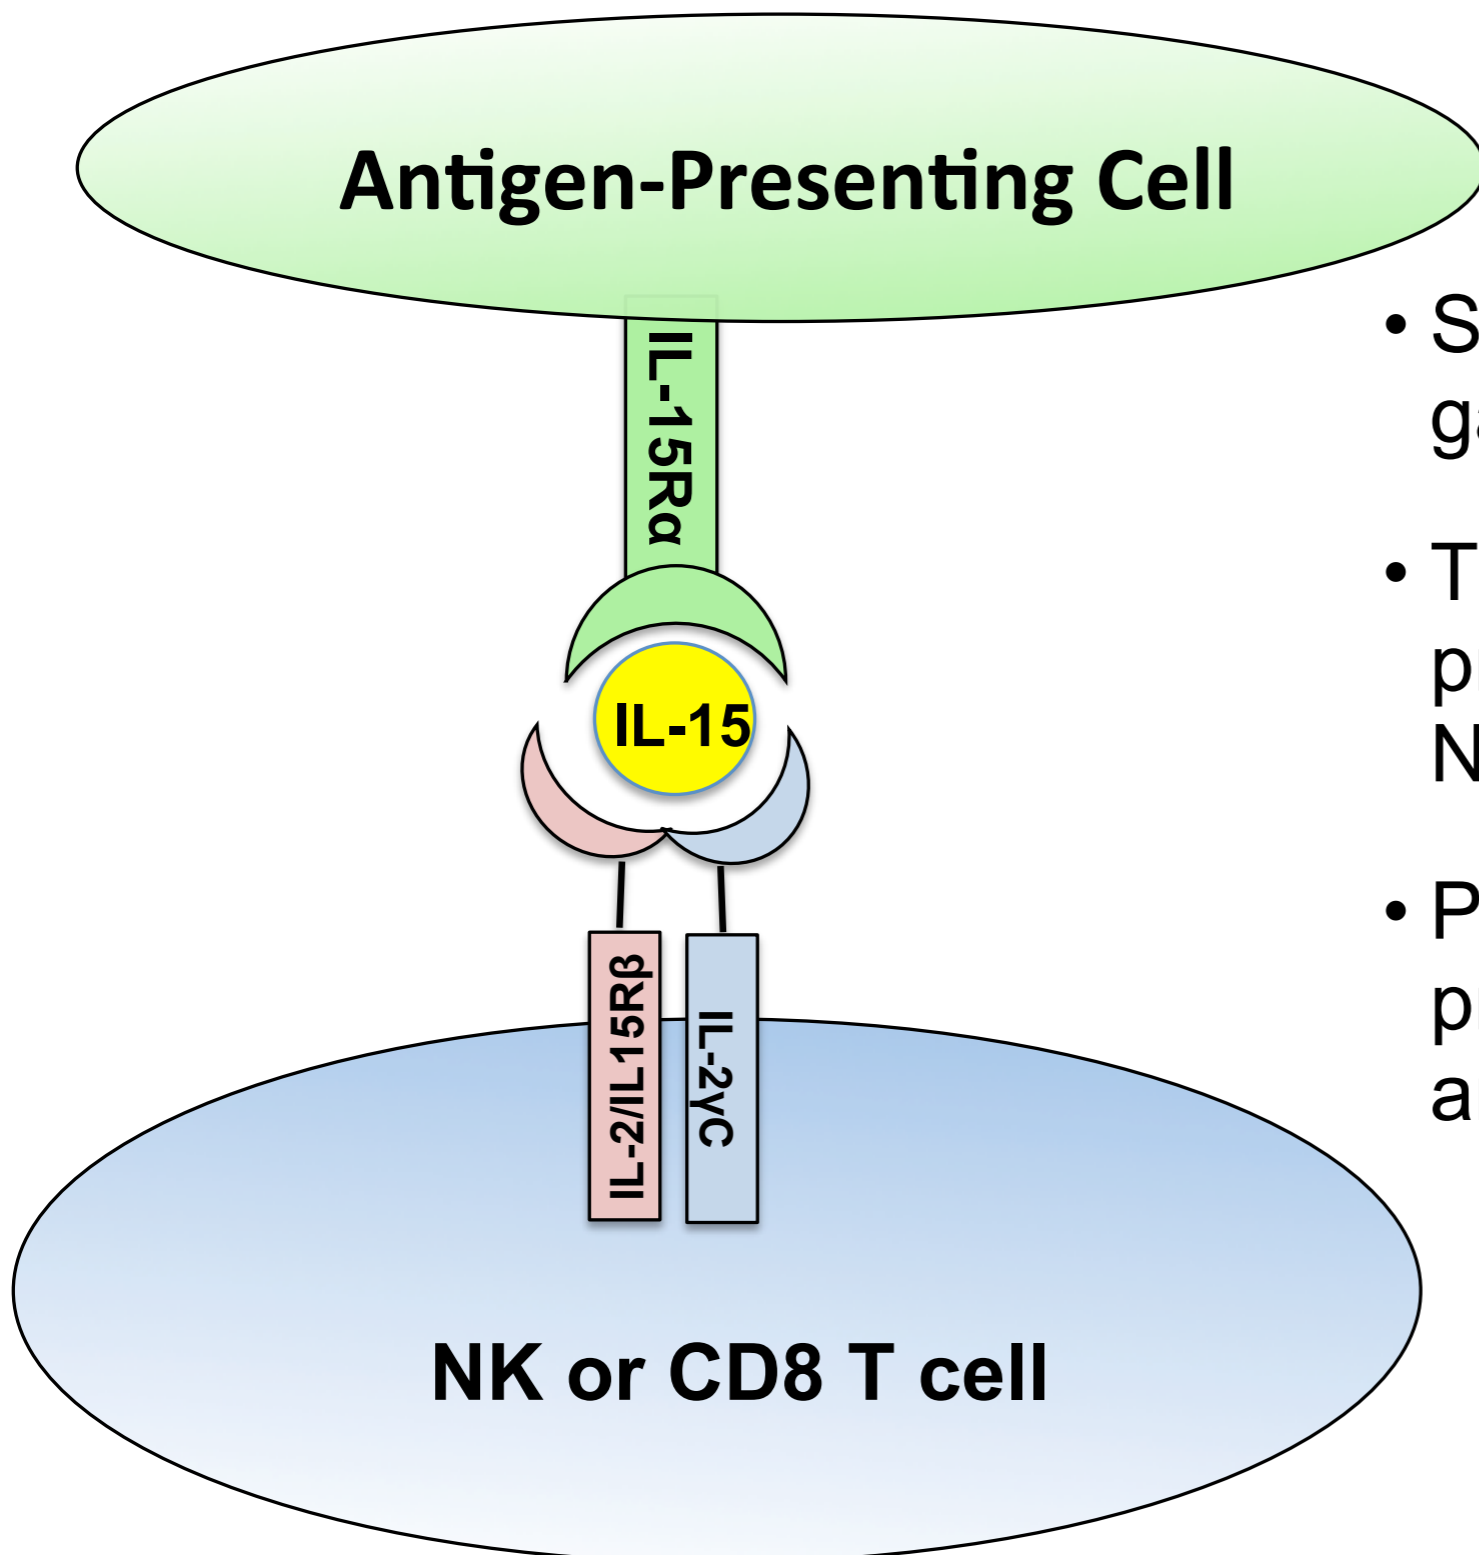 Antigen-Presenting Cell
IL-15Rα
IL-15
IL-2/IL15Rβ
IL-2γC
NK or CD8 T cell